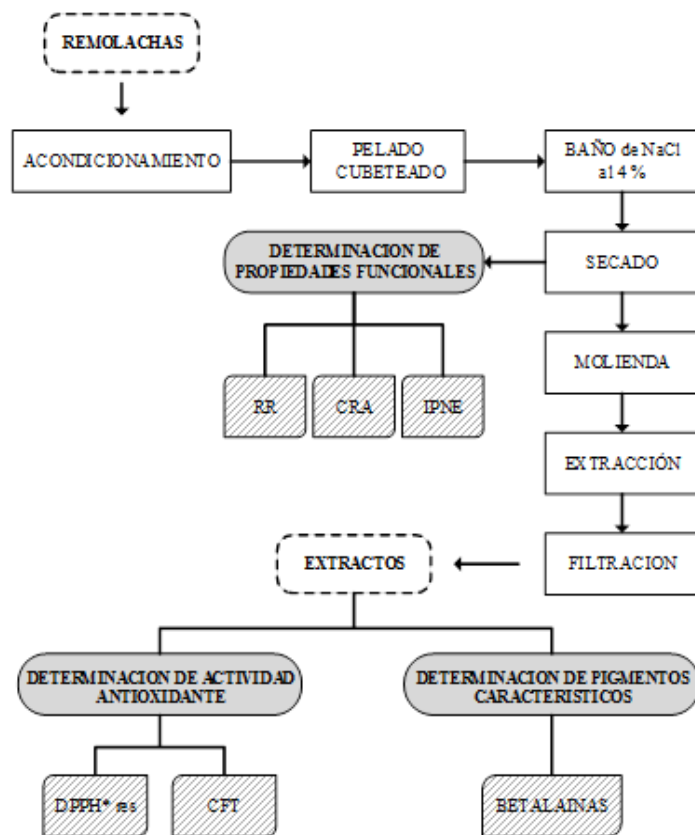 REMOLACHAS
ACONDICIONAMIENTO
PELADO
CUBETEADO
BAÑO de NaCl
al 4 %
DETERMINACION DE
PROPIEDADES FUNCIONALES
SECADO
MOLIENDA
RR
CRA
IPNE
EXTRACCIÓN
EXTRACTOS
FILTRACION
DETERMINACION DE ACTIVIDAD
ANTIOXIDANTE
DETERMINACION DE PIGMENTOS
CARACTERISTICOS
DPPH* res
CFT
BETALAINAS